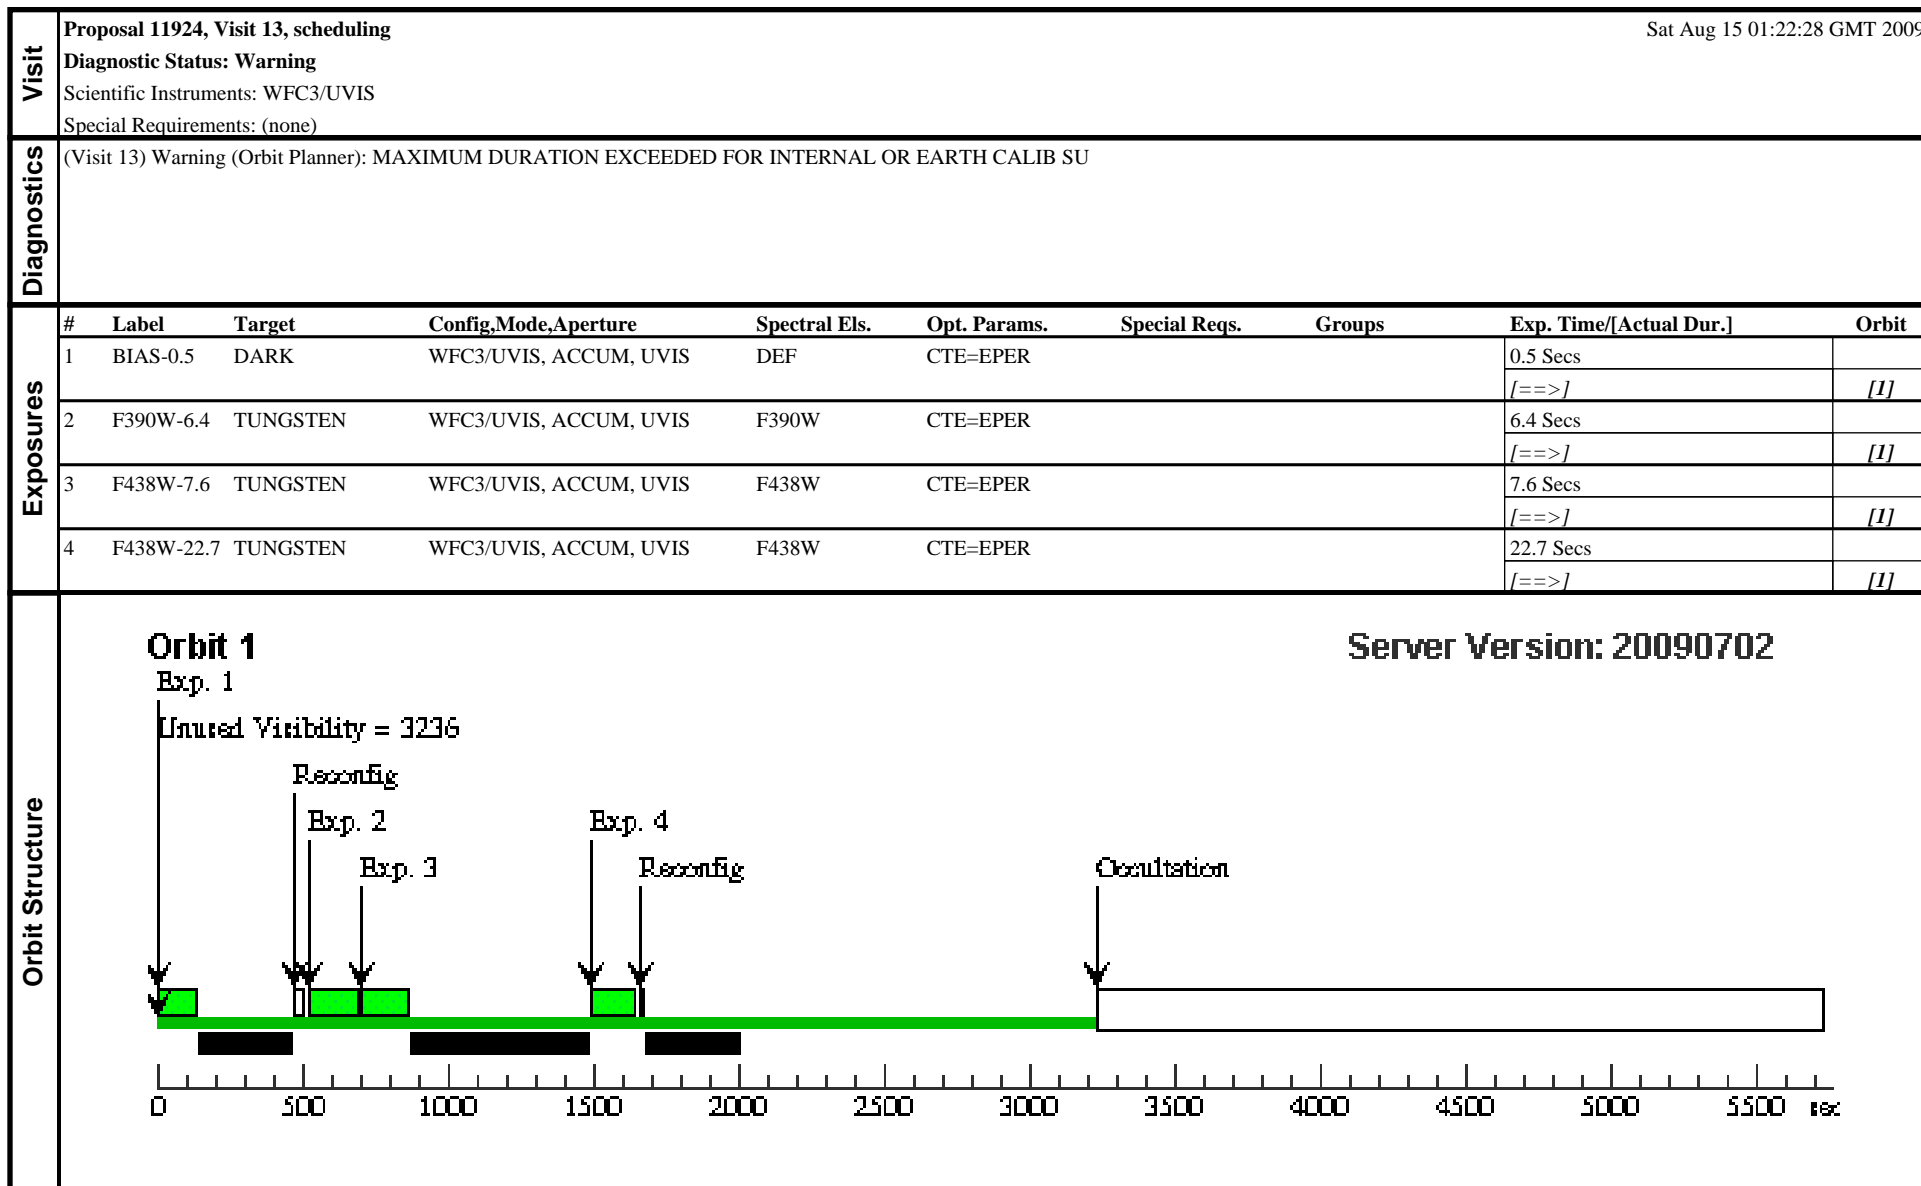 Visit
Proposal 11924, Visit 13, scheduling
Sat Aug 15 01:22:28 GMT 2009
Diagnostic Status: Warning
Scientific Instruments: WFC3/UVIS
Special Requirements: (none)
Diagnostics
(Visit 13) Warning (Orbit Planner): MAXIMUM DURATION EXCEEDED FOR INTERNAL OR EARTH CALIB SU
Exposures
# Label Target Config,Mode,Aperture Spectral Els. Opt. Params. Special Reqs. Groups Exp. Time/[Actual Dur.] Orbit
1 BIAS-0.5 DARK WFC3/UVIS, ACCUM, UVIS DEF CTE=EPER 0.5 Secs
[==>] [1]
2 F390W-6.4 TUNGSTEN WFC3/UVIS, ACCUM, UVIS F390W CTE=EPER 6.4 Secs
[==>] [1]
3 F438W-7.6 TUNGSTEN WFC3/UVIS, ACCUM, UVIS F438W CTE=EPER 7.6 Secs
[==>] [1]
4 F438W-22.7 TUNGSTEN WFC3/UVIS, ACCUM, UVIS F438W CTE=EPER 22.7 Secs
[==>] [1]
Orbit Structure
Orbit 1
Server Version: 20090702
Exp. 1
Unused Visibility = 3236
Reconfig
Exp. 2
Exp. 4
Exp. 3
Reconfig
Occultation
0 500 1000 1500 2000 2500 3000 3500 4000 4500 5000 5500 sec